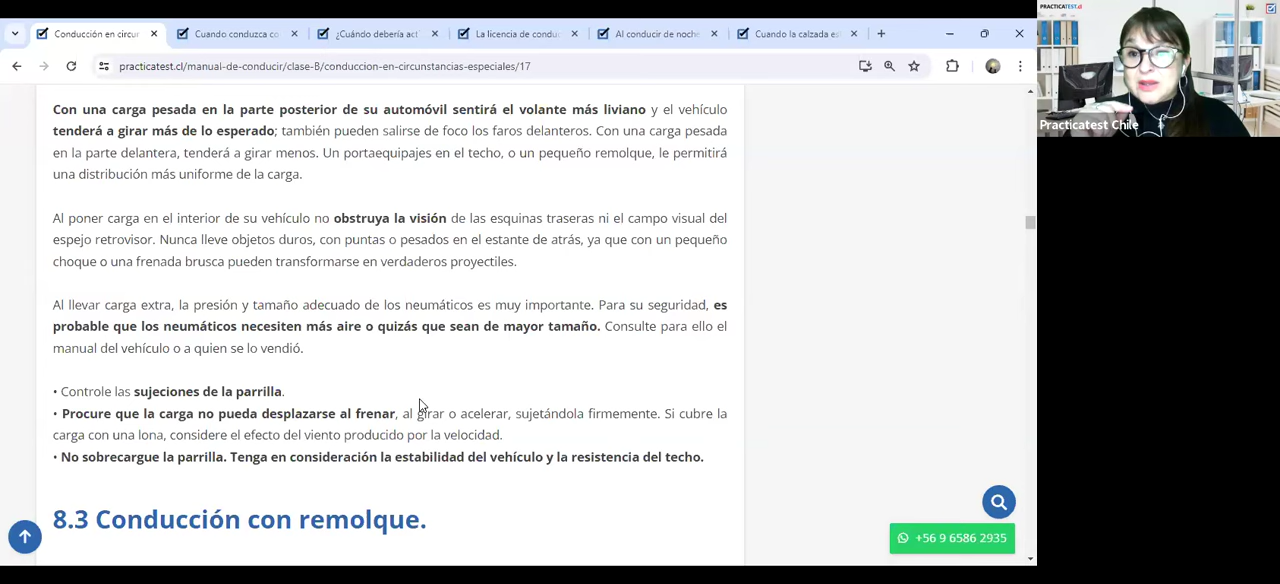 Conducción en circur
Cuando conduzca co
¿Cuándo debería act
La licencia de conduc
Al conducir de noche
Cuando la calzada es
practicatest.cl/manual-de-conducir/clase-B/conduccion-en-circunstancias-especiales/17
PRACTICATEST.cl
Practicatest Chile
Con una carga pesada en la parte posterior de su automóvil sentirá el volante más liviano y el vehículo
tenderá a girar más de lo esperado; también pueden salirse de foco los faros delanteros. Con una carga pesada
en la parte delantera, tenderá a girar menos. Un portaequipajes en el techo, o un pequeño remolque, le permitirá
una distribución más uniforme de la carga.
Al poner carga en el interior de su vehículo no obstruya la visión de las esquinas traseras ni el campo visual del
espejo retrovisor. Nunca lleve objetos duros, con puntas o pesados en el estante de atrás, ya que con un pequeño
choque o una frenada brusca pueden transformarse en verdaderos proyectiles.
Al llevar carga extra, la presión y tamaño adecuado de los neumáticos es muy importante. Para su seguridad, es
probable que los neumáticos necesiten más aire o quizás que sean de mayor tamaño. Consulte para ello el
manual del vehículo o a quien se lo vendió.
• Controle las sujeciones de la parrilla.
• Procure que la carga no pueda desplazarse al frenar, al girar o acelerar, sujetándola firmemente. Si cubre la
carga con una lona, considere el efecto del viento producido por la velocidad.
• No sobrecargue la parrilla. Tenga en consideración la estabilidad del vehículo y la resistencia del techo.
8.3 Conducción con remolque.
+56 9 6586 2935